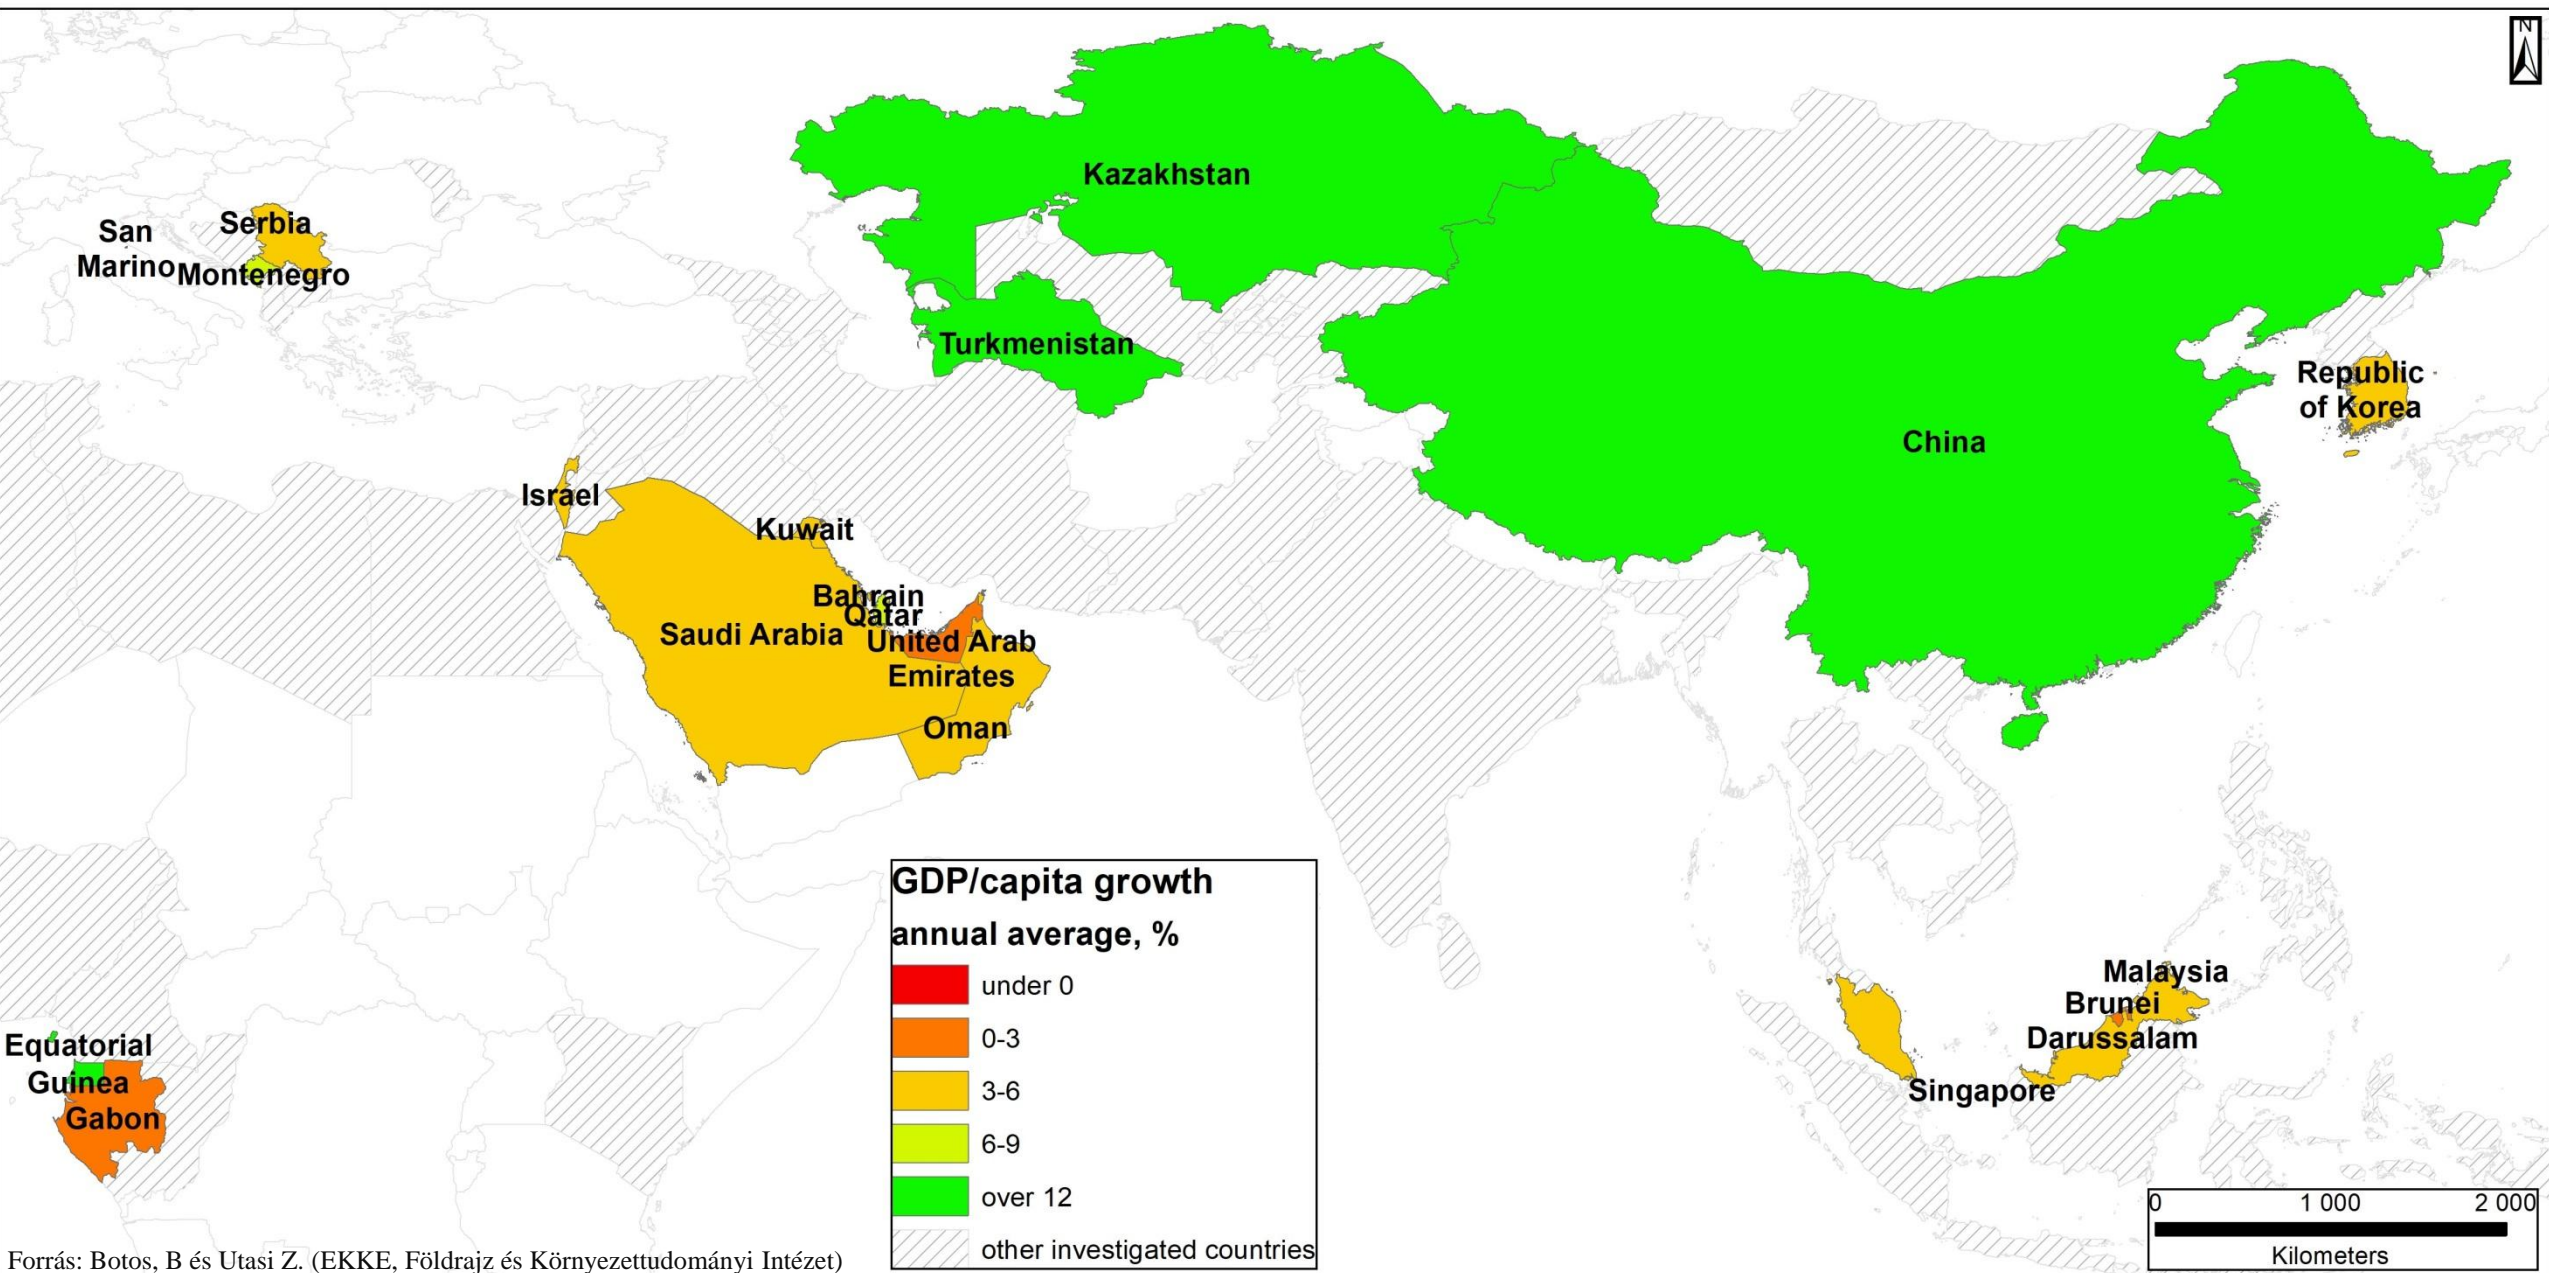 N
Kazakhstan
San
Marino
Serbia
Montenegro
Turkmenistan
Republic
of Korea
China
Israel
Kuwait
Bahrain
Qatar
Saudi Arabia
United Arab
Emirates
Oman
GDP/capita growth
annual average, %
under 0
0-3
3-6
6-9
over 12
other investigated countries
Malaysia
Brunei
Darussalam
Singapore
Equatorial
Guinea
Gabon
0 1 000 2 000
Kilometers
Forrás: Botos, B és Utasi Z. (EKKE, Földrajz és Környezettudományi Intézet)